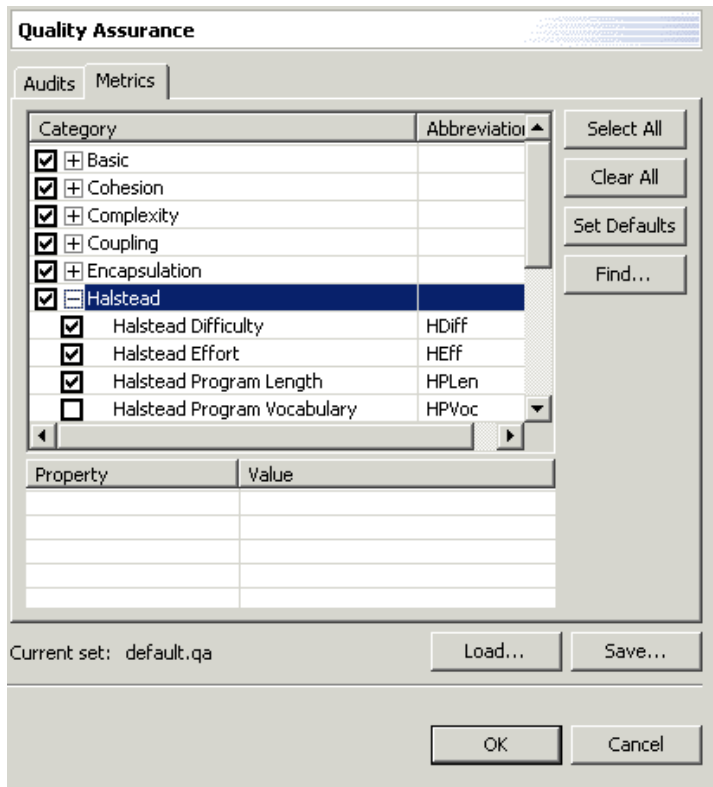 Quality Assurance
Audits Metrics
Category Abbreviation
Basic
Cohesion
Complexity
Coupling
Encapsulation
Halstead
Halstead Difficulty HDiff
Halstead Effort HEff
Halstead Program Length HPLen
Halstead Program Vocabulary HPVoc
Select All
Clear All
Set Defaults
Find...
Property Value
Current set: default.qa
Load... Save...
OK Cancel